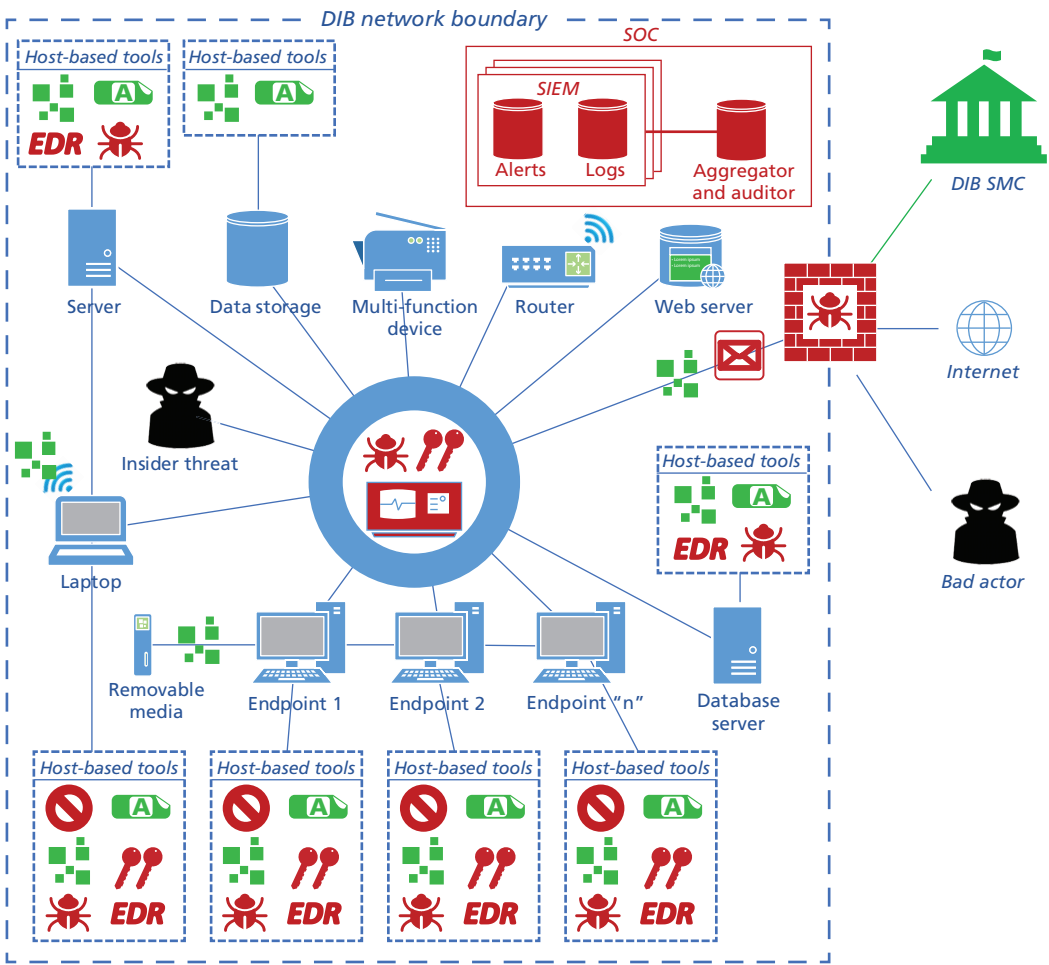 DIB network boundary
Host-based tools
A
EDR
Host-based tools
A
SOC
SIEM
Alerts
Logs
Aggregator
and auditor
DIB SMC
Server
Data storage
Multi-function
device
Router
Web server
Internet
Insider threat
Host-based tools
A
EDR
Bad actor
Laptop
Removable
media
Endpoint 1
Endpoint 2
Endpoint “n”
Database
server
Host-based tools
A
EDR
Host-based tools
A
EDR
Host-based tools
A
EDR
Host-based tools
A
EDR